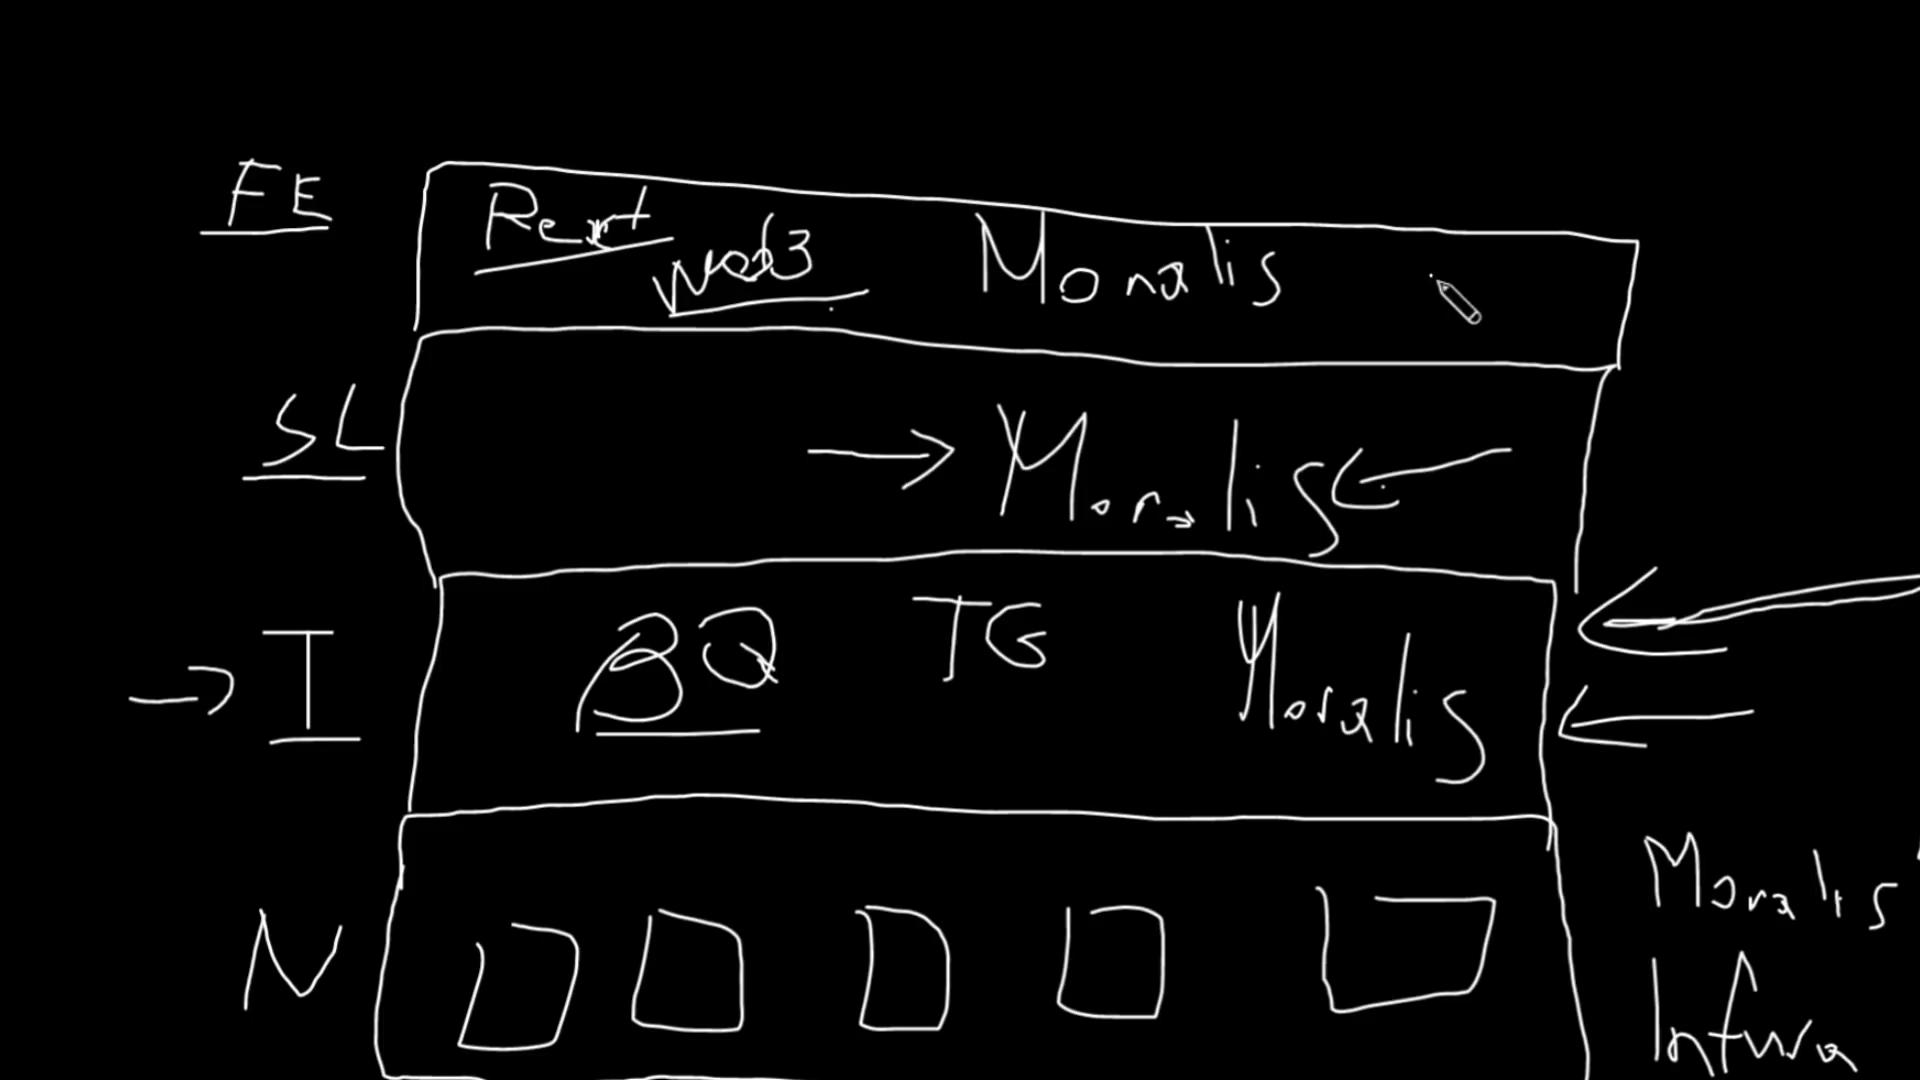 FE
React
Web3
Moralis
SL
→ Moralis ←
→ I
BQ TG Moralis
N
Moralis
Infura